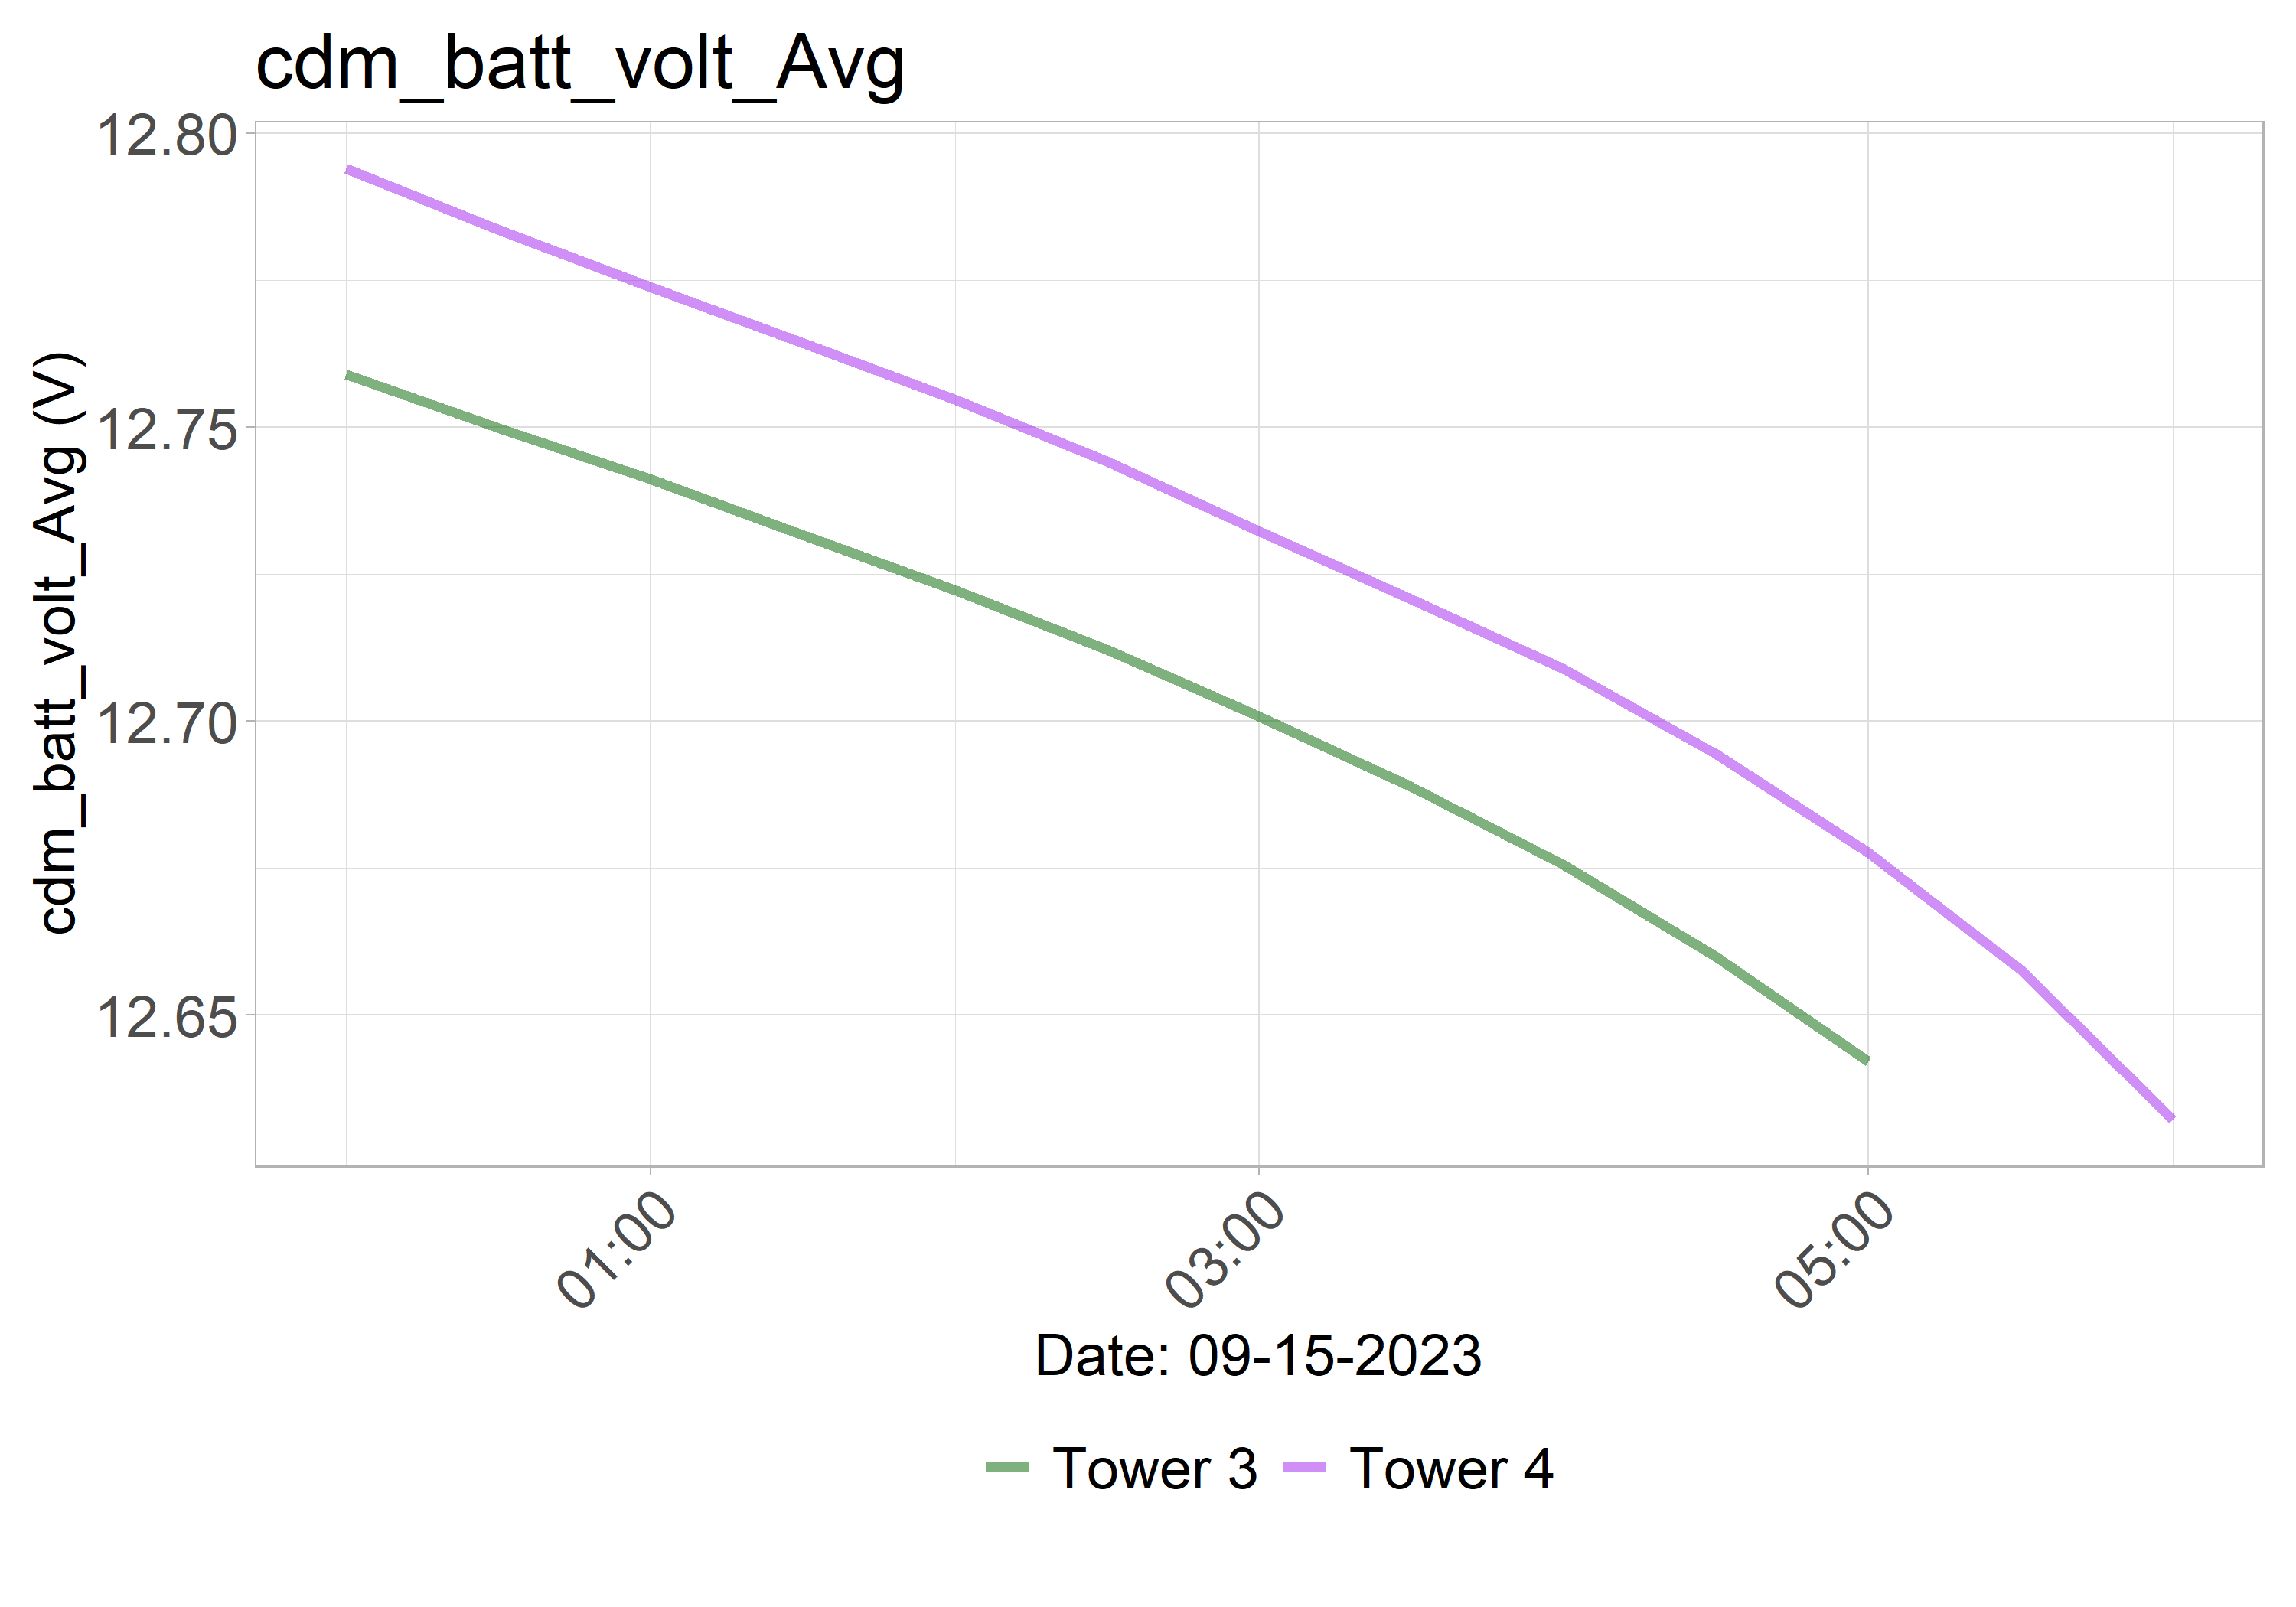 cdm_batt_volt_Avg
cdm_batt_volt_Avg (V)
12.80
12.75
12.70
12.65
01:00
03:00
05:00
Date: 09-15-2023
Tower 3
Tower 4